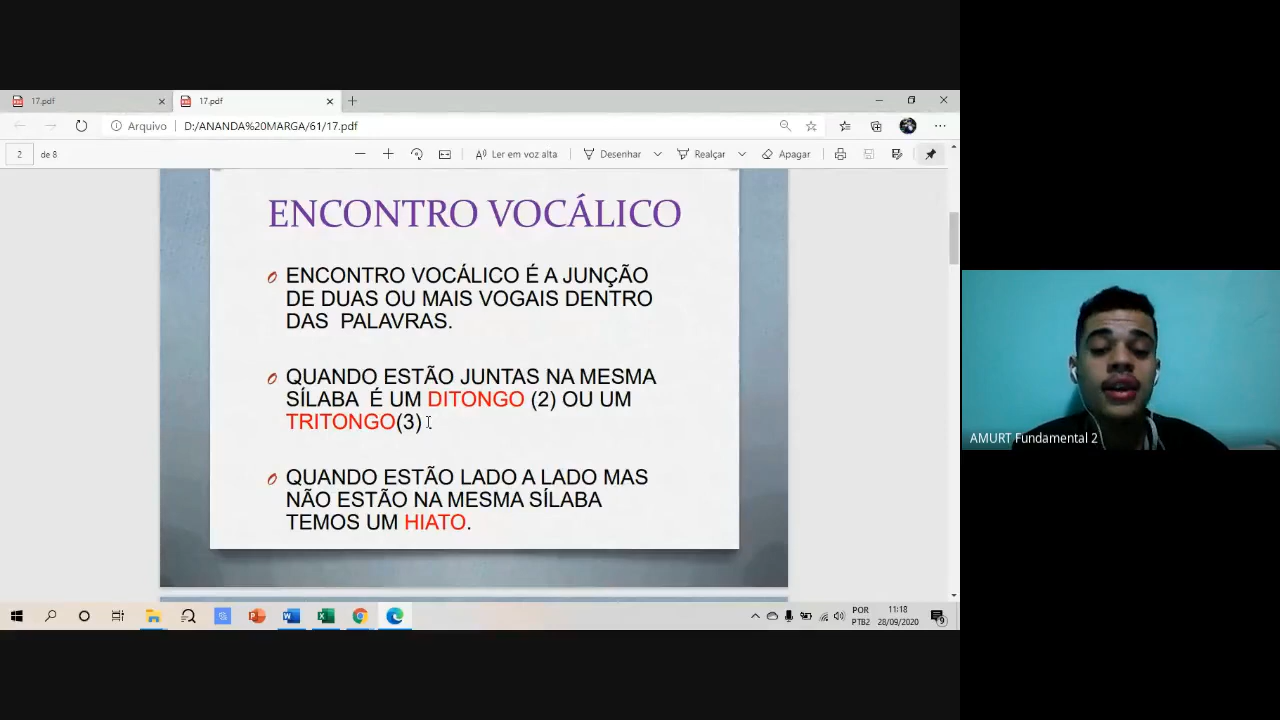 17.pdf
17.pdf
Arquivo
D:/ANANDA%20MARGA/61/17.pdf
2
de 8
Ler em voz alta
Desenhar
Realçar
Apagar
ENCONTRO VOCÁLICO
ENCONTRO VOCÁLICO É A JUNÇÃO
DE DUAS OU MAIS VOGAIS DENTRO
DAS PALAVRAS.
QUANDO ESTÃO JUNTAS NA MESMA
SÍLABA É UM DITONGO (2) OU UM
TRITONGO(3)
QUANDO ESTÃO LADO A LADO MAS
NÃO ESTÃO NA MESMA SÍLABA
TEMOS UM HIATO.
AMURT Fundamental 2
POR
PTB2
11:18
28/09/2020
9